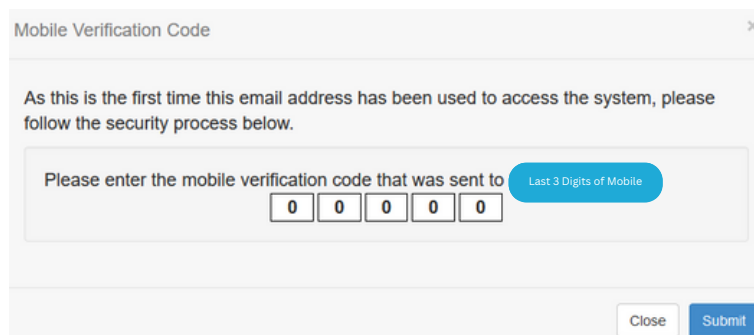 Mobile Verification Code ×
As this is the first time this email address has been used to access the system, please
follow the security process below.
Please enter the mobile verification code that was sent to Last 3 Digits of Mobile
0 0 0 0 0
Close Submit